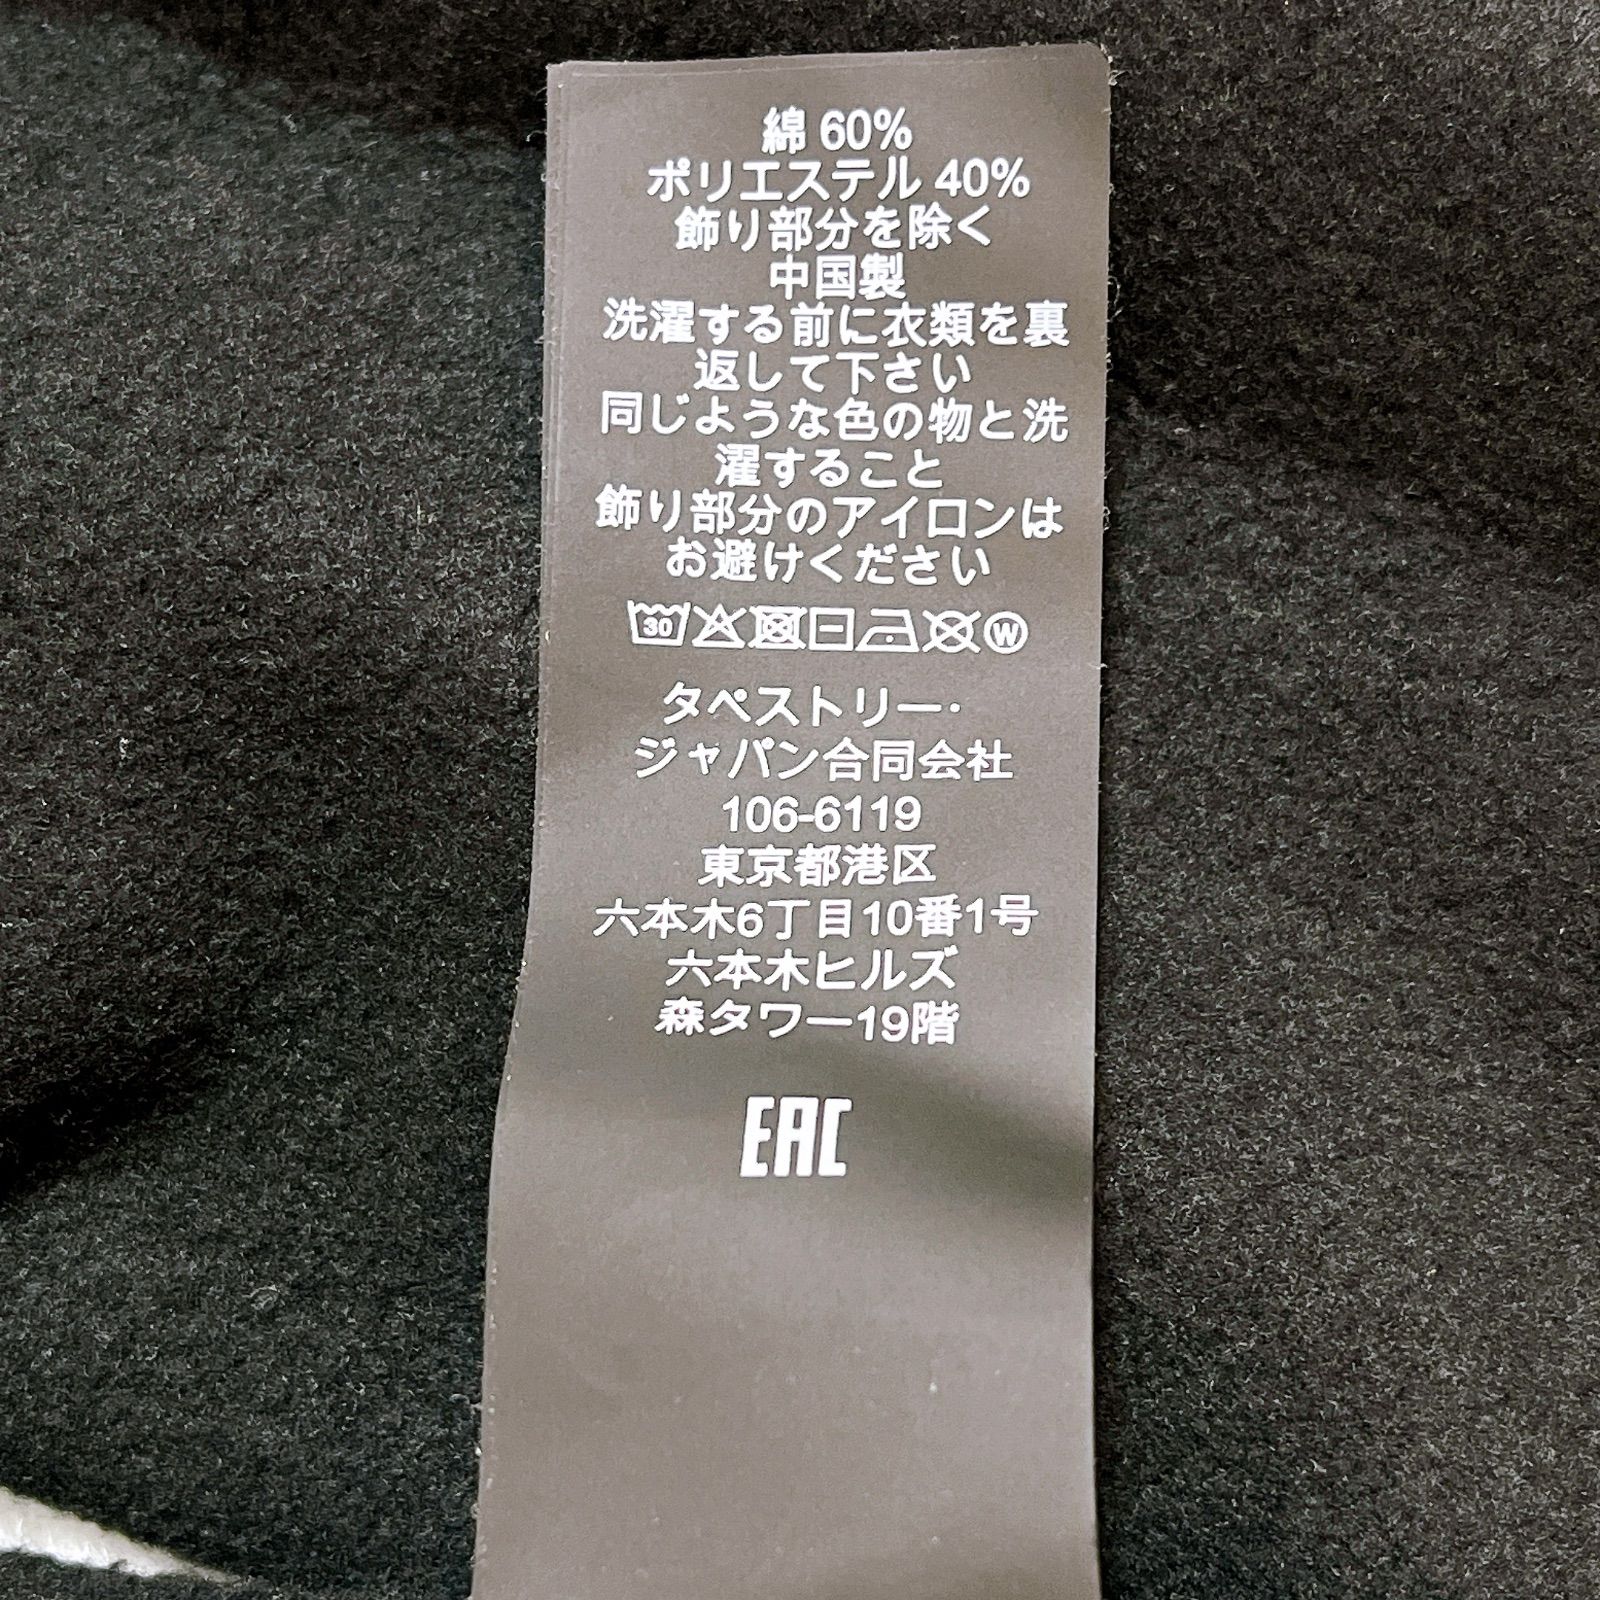 綿 60%
ポリエステル 40%
飾り部分を除く
中国製
洗濯する前に衣類を裏
返して下さい
同じような色の物と洗
濯すること
飾り部分のアイロンは
お避けください
30 W
タペストリー・
ジャパン合同会社
106-6119
東京都港区
六本木6丁目10番1号
六本木ヒルズ
森タワー19階
EAC